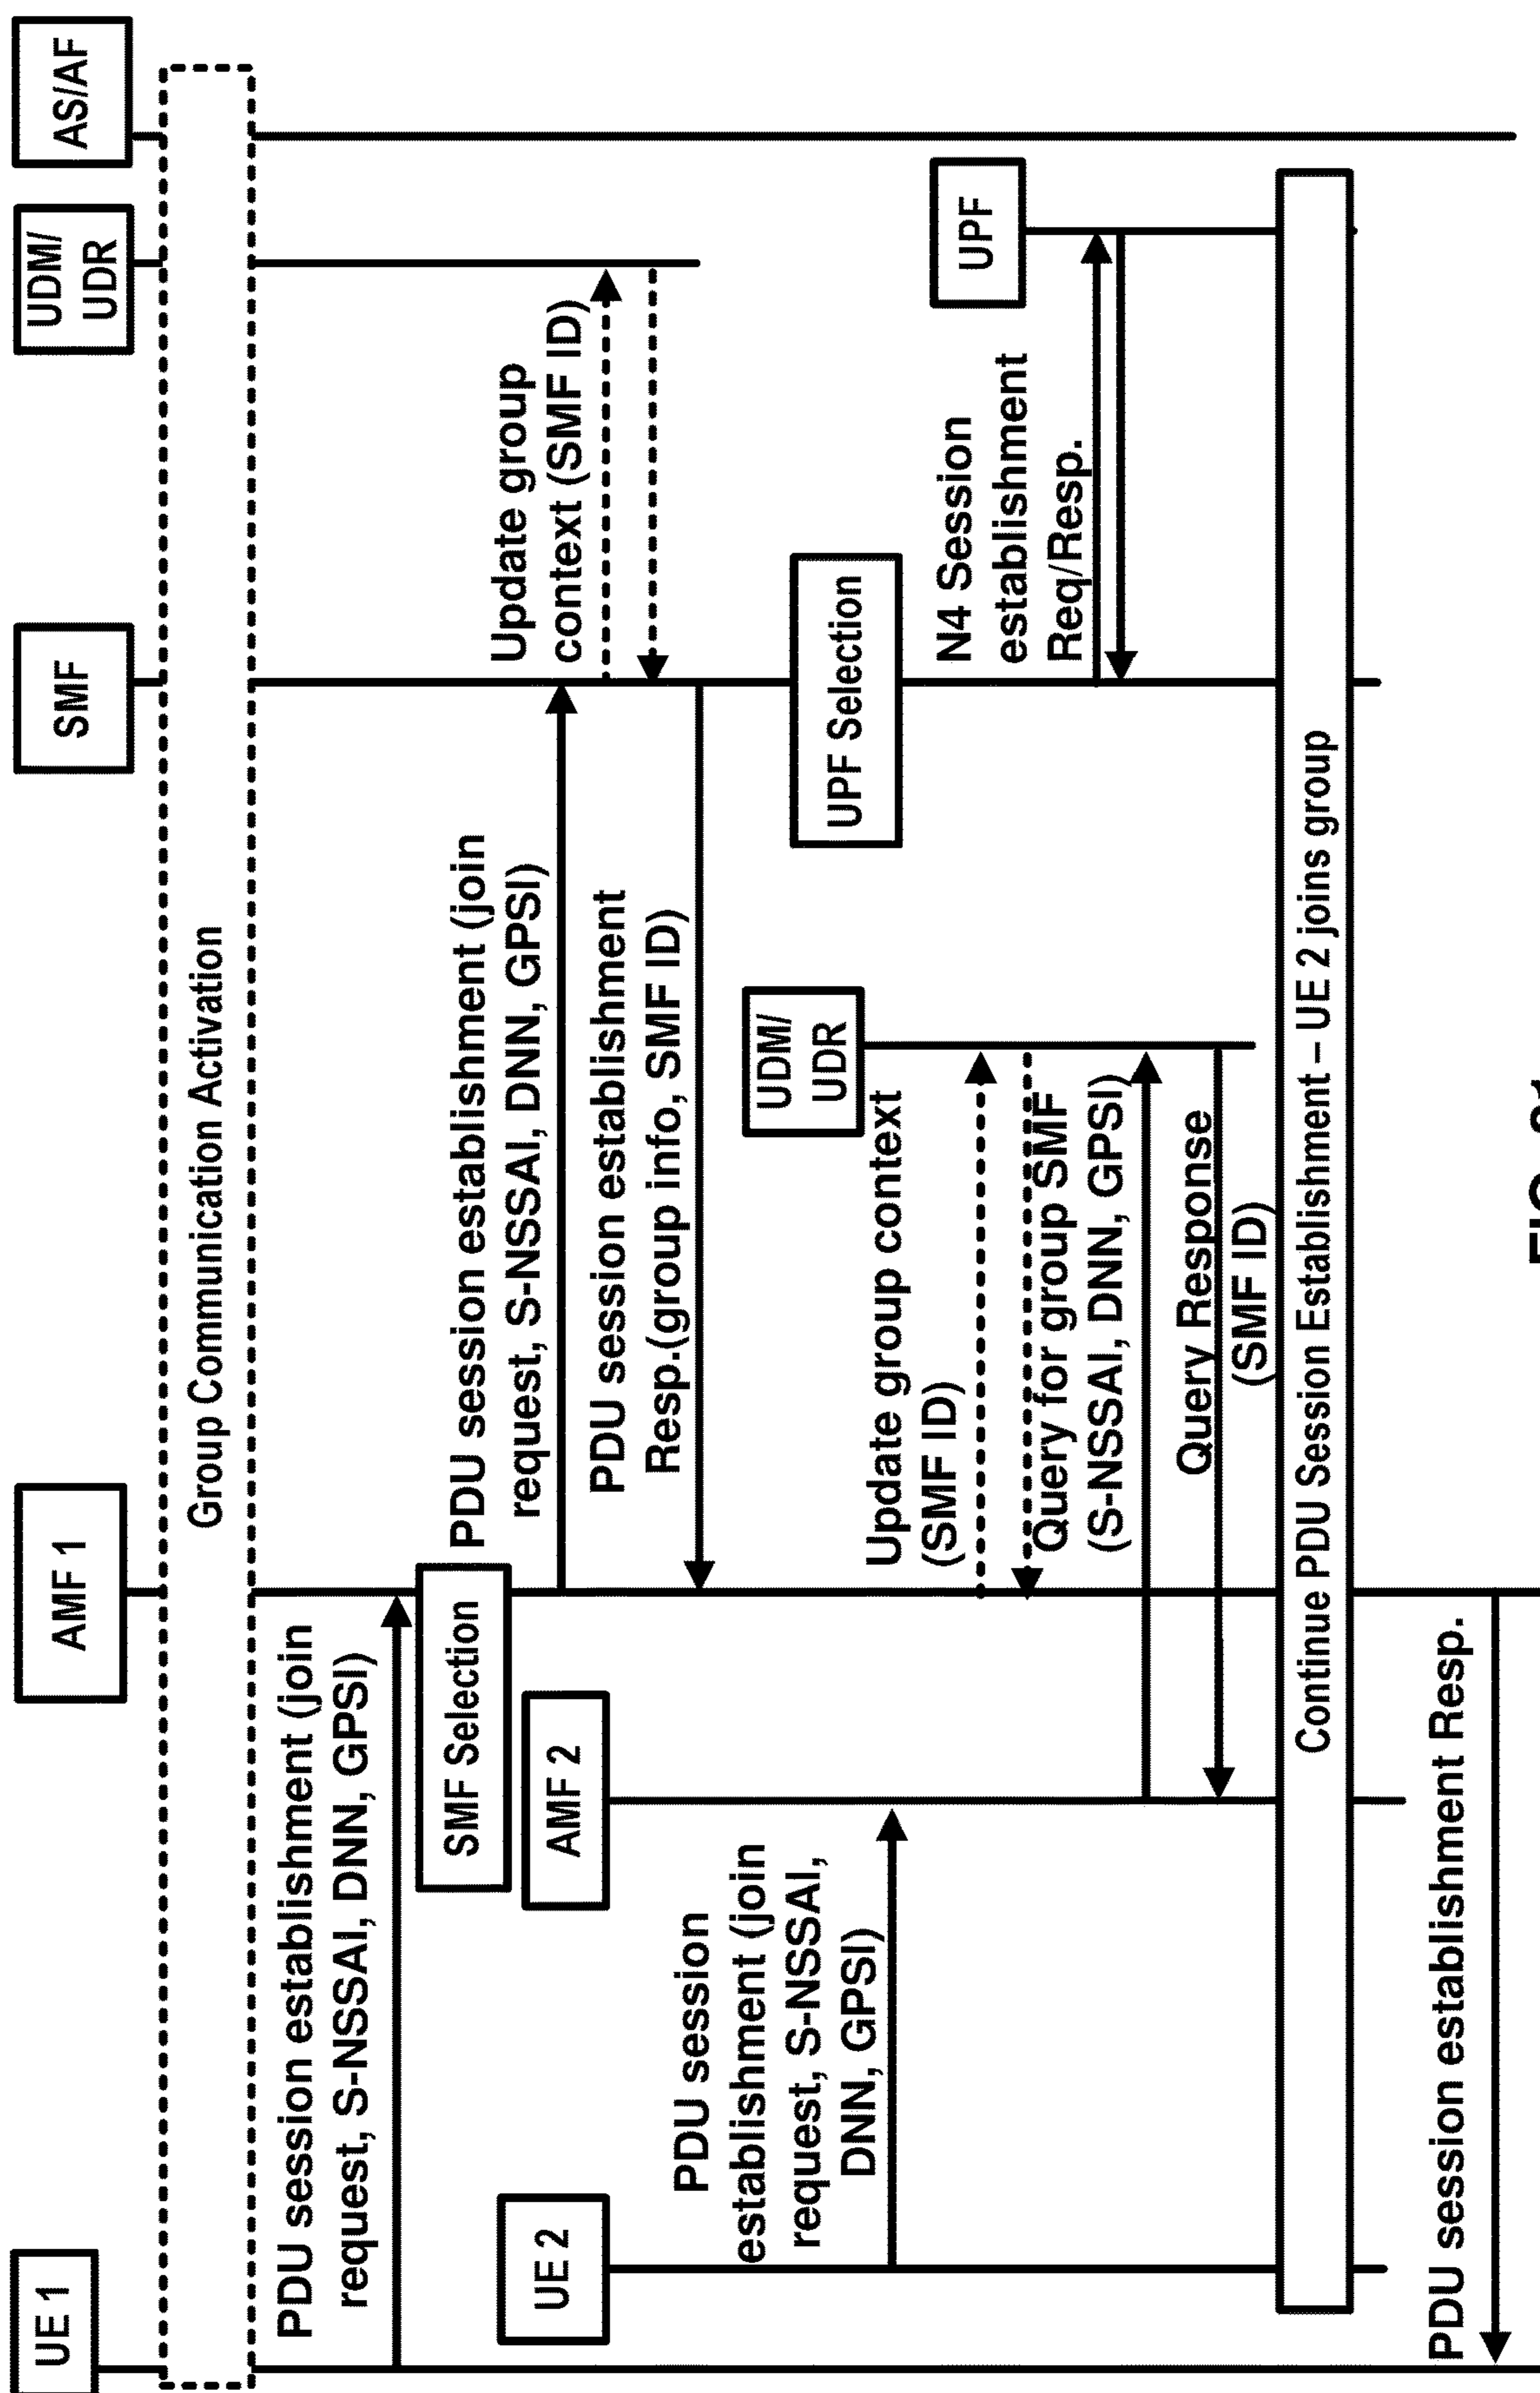 UE 1
AMF 1
SMF
UDM/
UDR
AS/AF
Group Communication Activation
PDU session establishment (join
request, S-NSSAI, DNN, GPSI)
SMF Selection
PDU session establishment (join
request, S-NSSAI, DNN, GPSI)
Update group
context (SMF ID)
PDU session establishment
Resp.(group info, SMF ID)
UE 2
AMF 2
PDU session
establishment (join
request, S-NSSAI,
DNN, GPSI)
UDM/
UDR
UPF Selection
Update group context
(SMF ID)
UPF
N4 Session
establishment
Req/Resp.
Query for group SMF
(S-NSSAI, DNN, GPSI)
Query Response
(SMF ID)
Continue PDU Session Establishment – UE 2 joins group
PDU session establishment Resp.